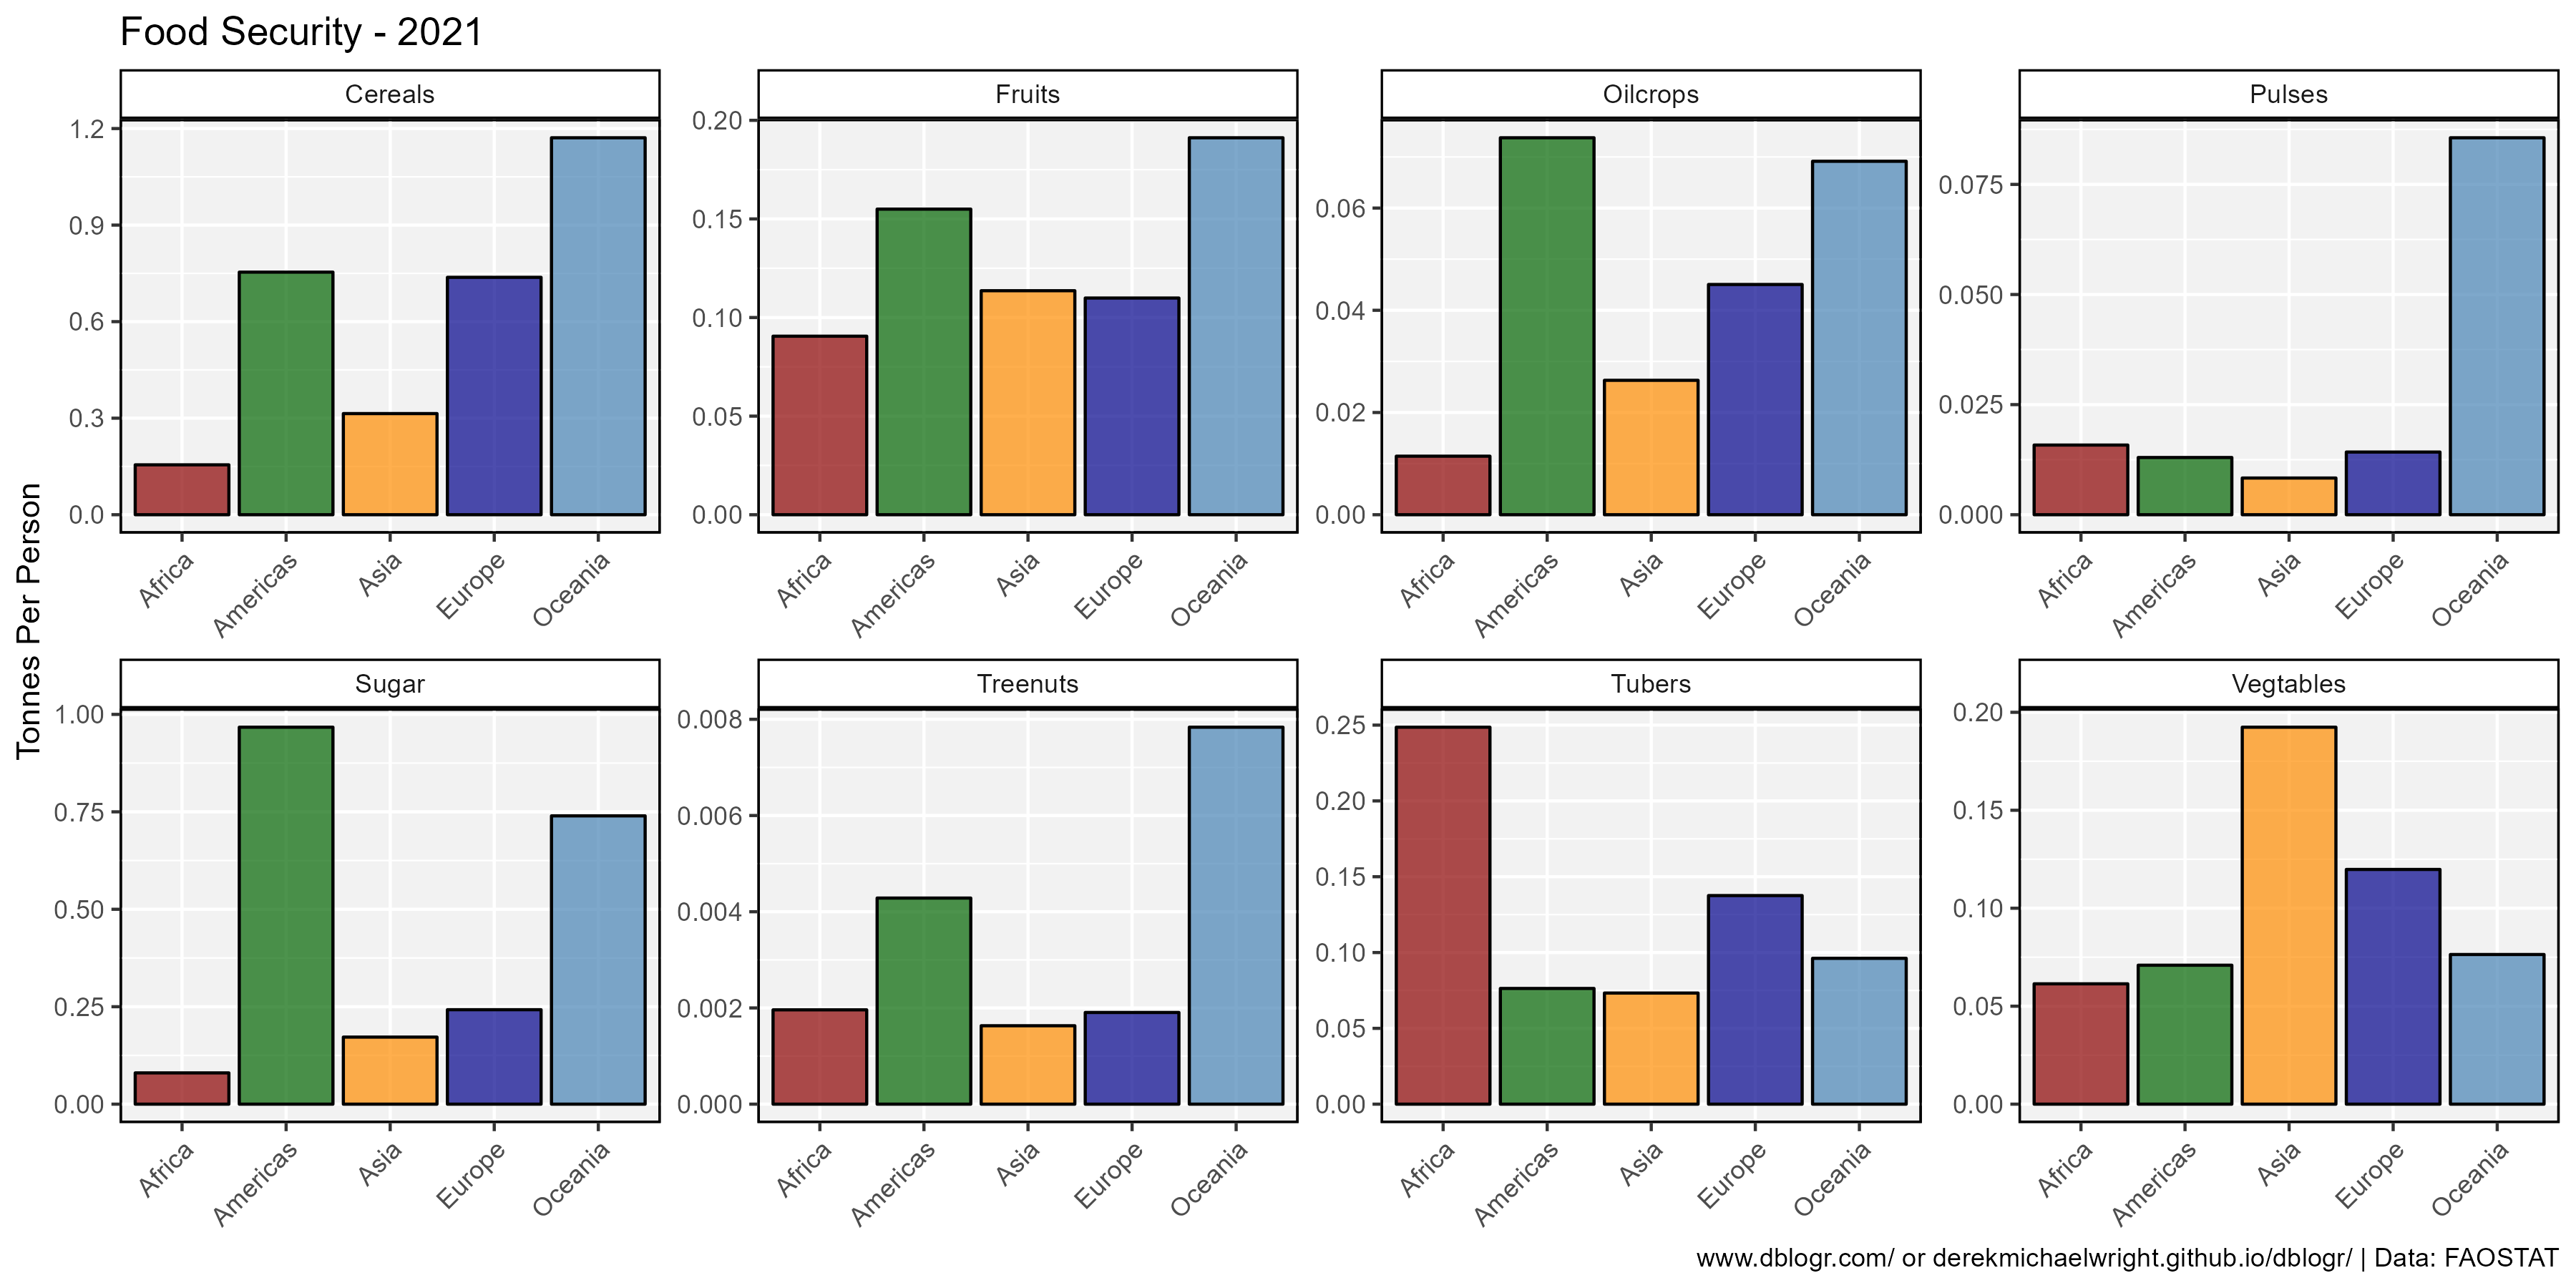 Food Security - 2021
Tonnes Per Person
Cereals
1.2
0.9
0.6
0.3
0.0
Africa
Americas
Asia
Europe
Oceania
Fruits
0.20
0.15
0.10
0.05
0.00
Africa
Americas
Asia
Europe
Oceania
Oilcrops
0.06
0.04
0.02
0.00
Africa
Americas
Asia
Europe
Oceania
Pulses
0.075
0.050
0.025
0.000
Africa
Americas
Asia
Europe
Oceania
Sugar
1.00
0.75
0.50
0.25
0.00
Africa
Americas
Asia
Europe
Oceania
Treenuts
0.008
0.006
0.004
0.002
0.000
Africa
Americas
Asia
Europe
Oceania
Tubers
0.25
0.20
0.15
0.10
0.05
0.00
Africa
Americas
Asia
Europe
Oceania
Vegtables
0.20
0.15
0.10
0.05
0.00
Africa
Americas
Asia
Europe
Oceania
www.dblogr.com/ or derekmichaelwright.github.io/dblogr/ | Data: FAOSTAT